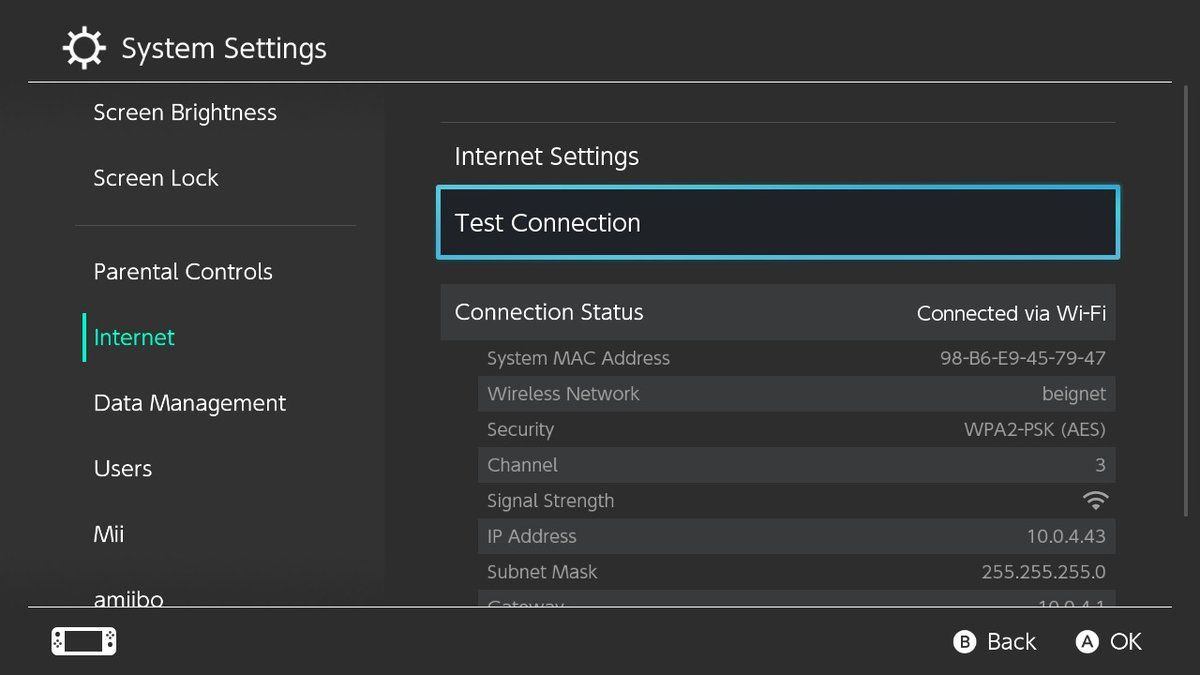 System Settings
Screen Brightness
Screen Lock
Parental Controls
Internet
Data Management
Users
Mii
amiibo
Internet Settings
Test Connection
Connection Status Connected via Wi-Fi
System MAC Address 98-B6-E9-45-79-47
Wireless Network beignet
Security WPA2-PSK (AES)
Channel 3
Signal Strength
IP Address 10.0.4.43
Subnet Mask 255.255.255.0
Gateway 10.0.4.1
B Back A OK